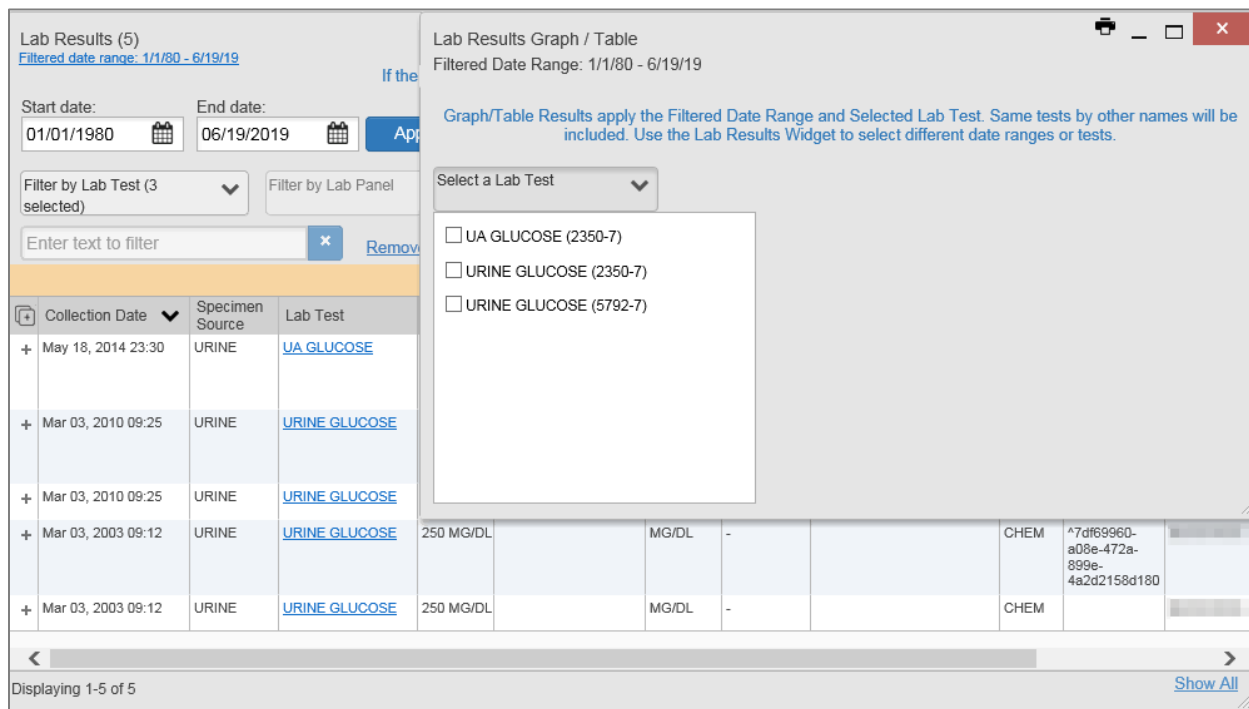 Lab Results (5)
Filtered date range: 1/1/80 - 6/19/19
If the
Start date:
End date:
01/01/1980
06/19/2019
App
Filter by Lab Test (3
selected)
Filter by Lab Panel
Enter text to filter
Remov
Lab Results Graph / Table
Filtered Date Range: 1/1/80 - 6/19/19
Graph/Table Results apply the Filtered Date Range and Selected Lab Test. Same tests by other names will be
included. Use the Lab Results Widget to select different date ranges or tests.
Select a Lab Test
UA GLUCOSE (2350-7)
URINE GLUCOSE (2350-7)
URINE GLUCOSE (5792-7)
Collection Date Specimen Source Lab Test
May 18, 2014 23:30 URINE UA GLUCOSE
Mar 03, 2010 09:25 URINE URINE GLUCOSE
Mar 03, 2010 09:25 URINE URINE GLUCOSE
Mar 03, 2003 09:12 URINE URINE GLUCOSE 250 MG/DL MG/DL - CHEM ^7df69960-
a08e-472a-
899e-
4a2d2158d180
Mar 03, 2003 09:12 URINE URINE GLUCOSE 250 MG/DL MG/DL - CHEM
Displaying 1-5 of 5
Show All